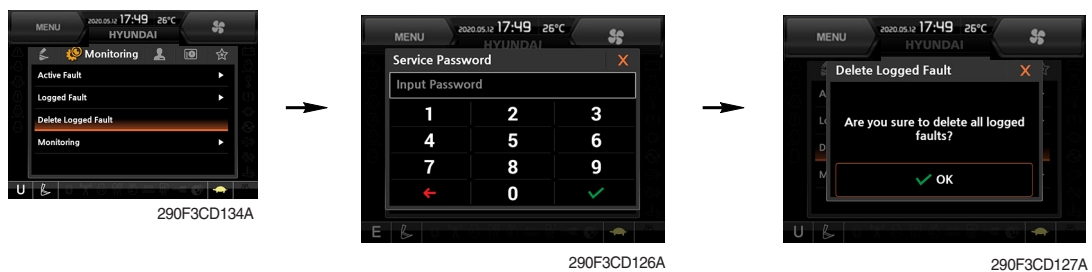 MENU
2020.05.12 17:49 26°C
HYUNDAI
Monitoring
Active Fault
Logged Fault
Delete Logged Fault
Monitoring
U
290F3CD134A
MENU
2020.05.12 17:49 26°C
HYUNDAI
Service Password X
Input Password
1 2 3
4 5 6
7 8 9
0
E
290F3CD126A
MENU
2020.05.12 17:49 26°C
HYUNDAI
Delete Logged Fault X
A
Lo
D
M
Are you sure to delete all logged
faults?
OK
U
290F3CD127A